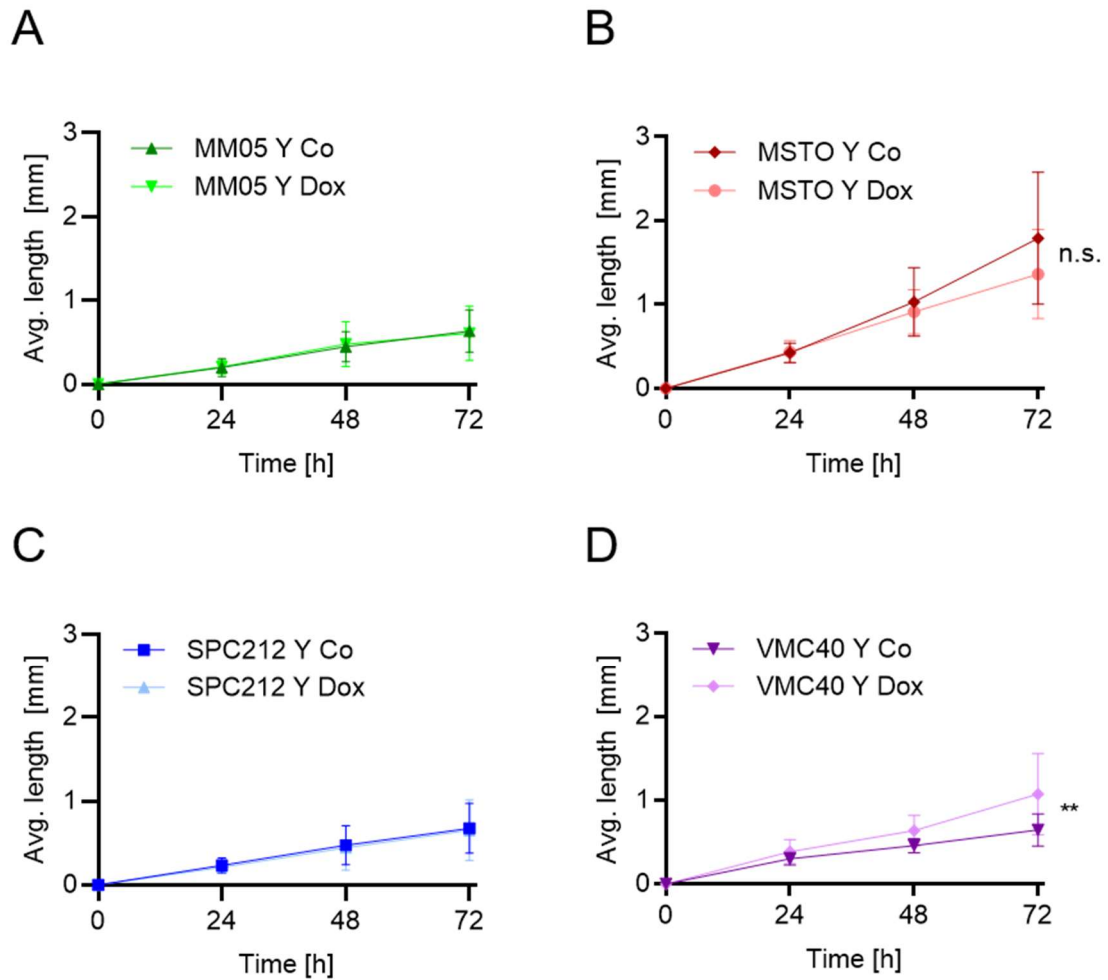 A
Avg. length [mm]
3
2
1
0
MM05 Y Co
MM05 Y Dox
0 24 48 72
Time [h]
B
Avg. length [mm]
3
2
1
0
MSTO Y Co
MSTO Y Dox
n.s.
0 24 48 72
Time [h]
C
Avg. length [mm]
3
2
1
0
SPC212 Y Co
SPC212 Y Dox
0 24 48 72
Time [h]
D
Avg. length [mm]
3
2
1
0
VMC40 Y Co
VMC40 Y Dox
**
0 24 48 72
Time [h]